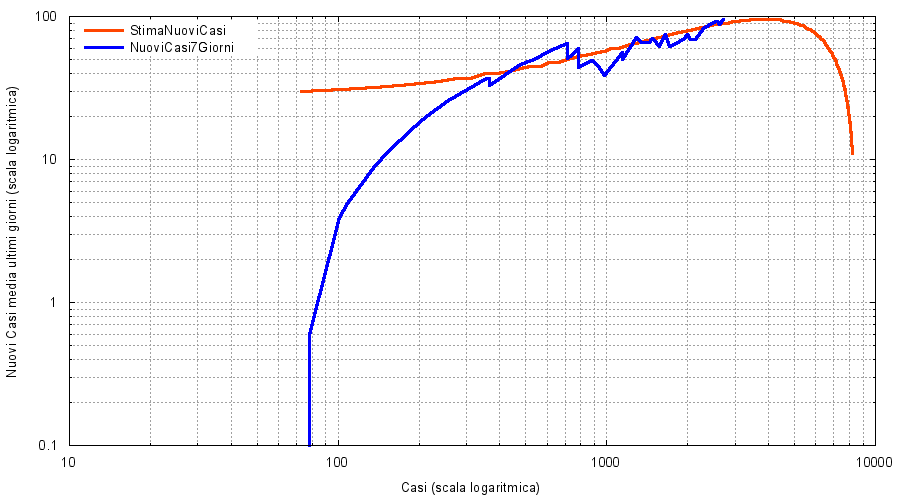 100
StimaNuoviCasi
NuoviCasi7Giorni
10
1
0.1
10
100
1000
10000
Nuovi Casi media ultimi giorni (scala logaritmica)
Casi (scala logaritmica)